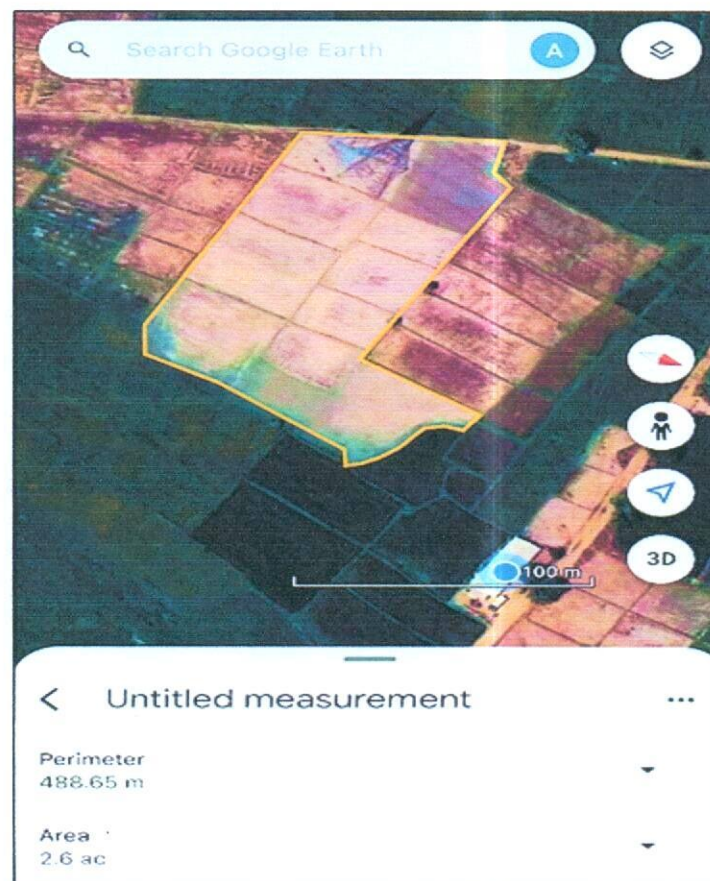 Search Google Earth
A
3D
100 m
Untitled measurement
Perimeter
488.65 m
Area
2.6 ac